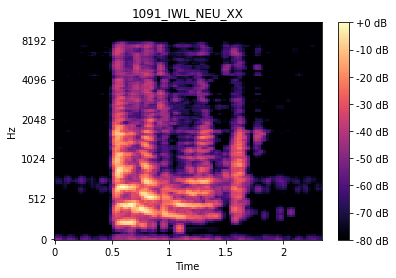 1091_IWL_NEU_XX
8192
4096
2048
1024
512
0
Hz
0
0.5
1
1.5
2
Time
+0 dB
-10 dB
-20 dB
-30 dB
-40 dB
-50 dB
-60 dB
-70 dB
-80 dB